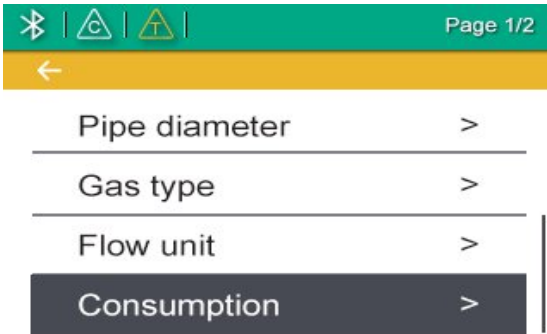 C T Page 1/2
Pipe diameter >
Gas type >
Flow unit >
Consumption >